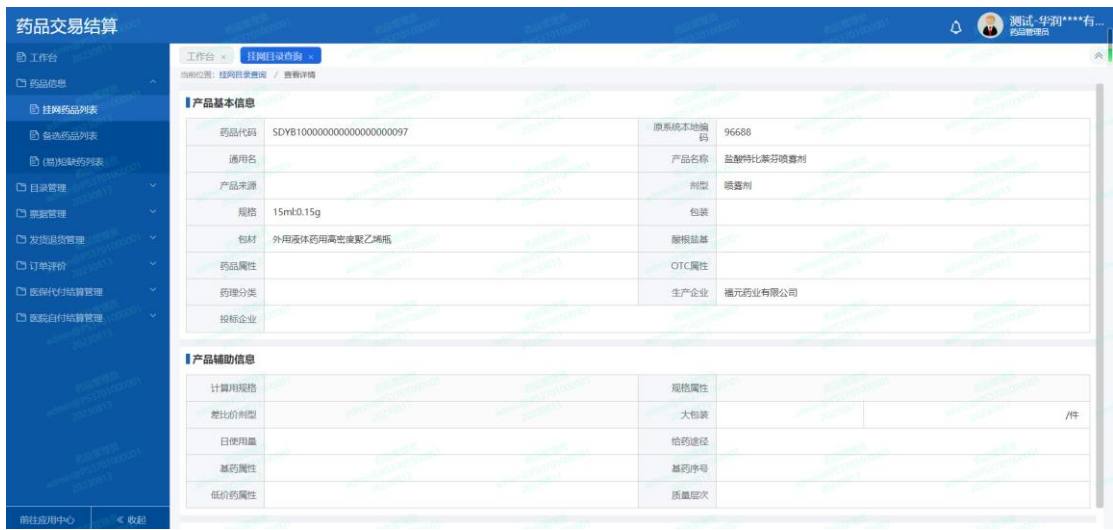 药品交易结算
测试-华润****有...
药品管理员
工作台
药品信息
挂网药品列表
备选药品列表
(易)短缺药列表
目录管理
票据管理
发货退货管理
订单评价
医保代付结算管理
医院自付结算管理
前往应用中心
《 收起
工作台 ×
挂网目录查询 ×
当前位置: 挂网目录查询 / 查看详情
产品基本信息
药品代码 SDYB100000000000000000097 原系统本地编码 96688
通用名 产品名称 盐酸特比萘芬喷雾剂
产品来源 剂型 喷雾剂
规格 15ml:0.15g 包装
包材 外用液体药用高密度聚乙烯瓶 酸根盐基
药品属性 OTC属性
药理分类 生产企业 福元药业有限公司
投标企业
产品辅助信息
计算用规格 规格属性
差比价剂型 大包装 /件
日使用量 给药途径
基药属性 基药序号
低价药属性 质量层次